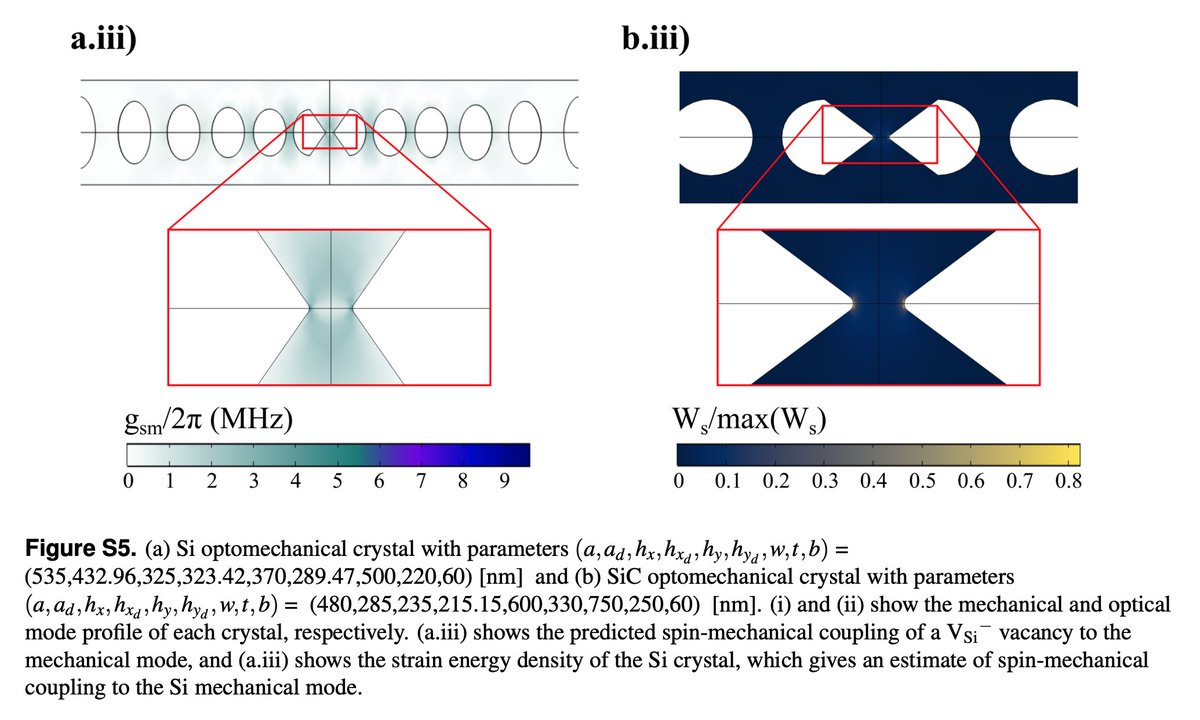 a.iii)
b.iii)
gsm/2π (MHz)
0 1 2 3 4 5 6 7 8 9
Ws/max(Ws)
0 0.1 0.2 0.3 0.4 0.5 0.6 0.7 0.8
Figure S5. (a) Si optomechanical crystal with parameters (a,ad,hx,hxd,hy,hyd,w,t,b) =
(535,432.96,325,323.42,370,289.47,500,220,60) [nm] and (b) SiC optomechanical crystal with parameters
(a,ad,hx,hxd,hy,hyd,w,t,b) = (480,285,235,215.15,600,330,750,250,60) [nm]. (i) and (ii) show the mechanical and optical
mode profile of each crystal, respectively. (a.iii) shows the predicted spin-mechanical coupling of a VSi− vacancy to the
mechanical mode, and (a.iii) shows the strain energy density of the Si crystal, which gives an estimate of spin-mechanical
coupling to the Si mechanical mode.